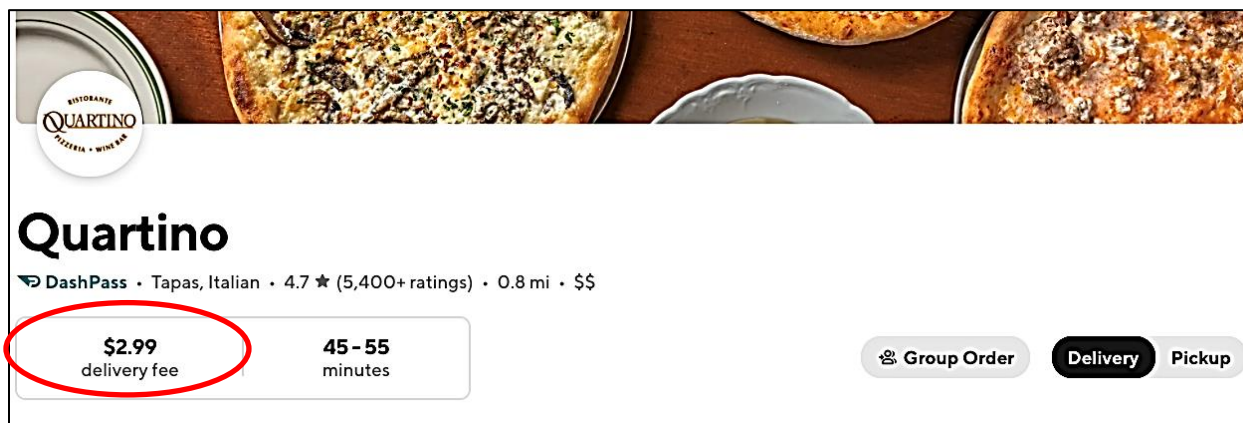 RISTORANTE
QUARTINO
PIZZERIA • WINE BAR
Quartino
DashPass • Tapas, Italian • 4.7 ★ (5,400+ ratings) • 0.8 mi • $$
$2.99
delivery fee
45 - 55
minutes
Group Order
Delivery
Pickup